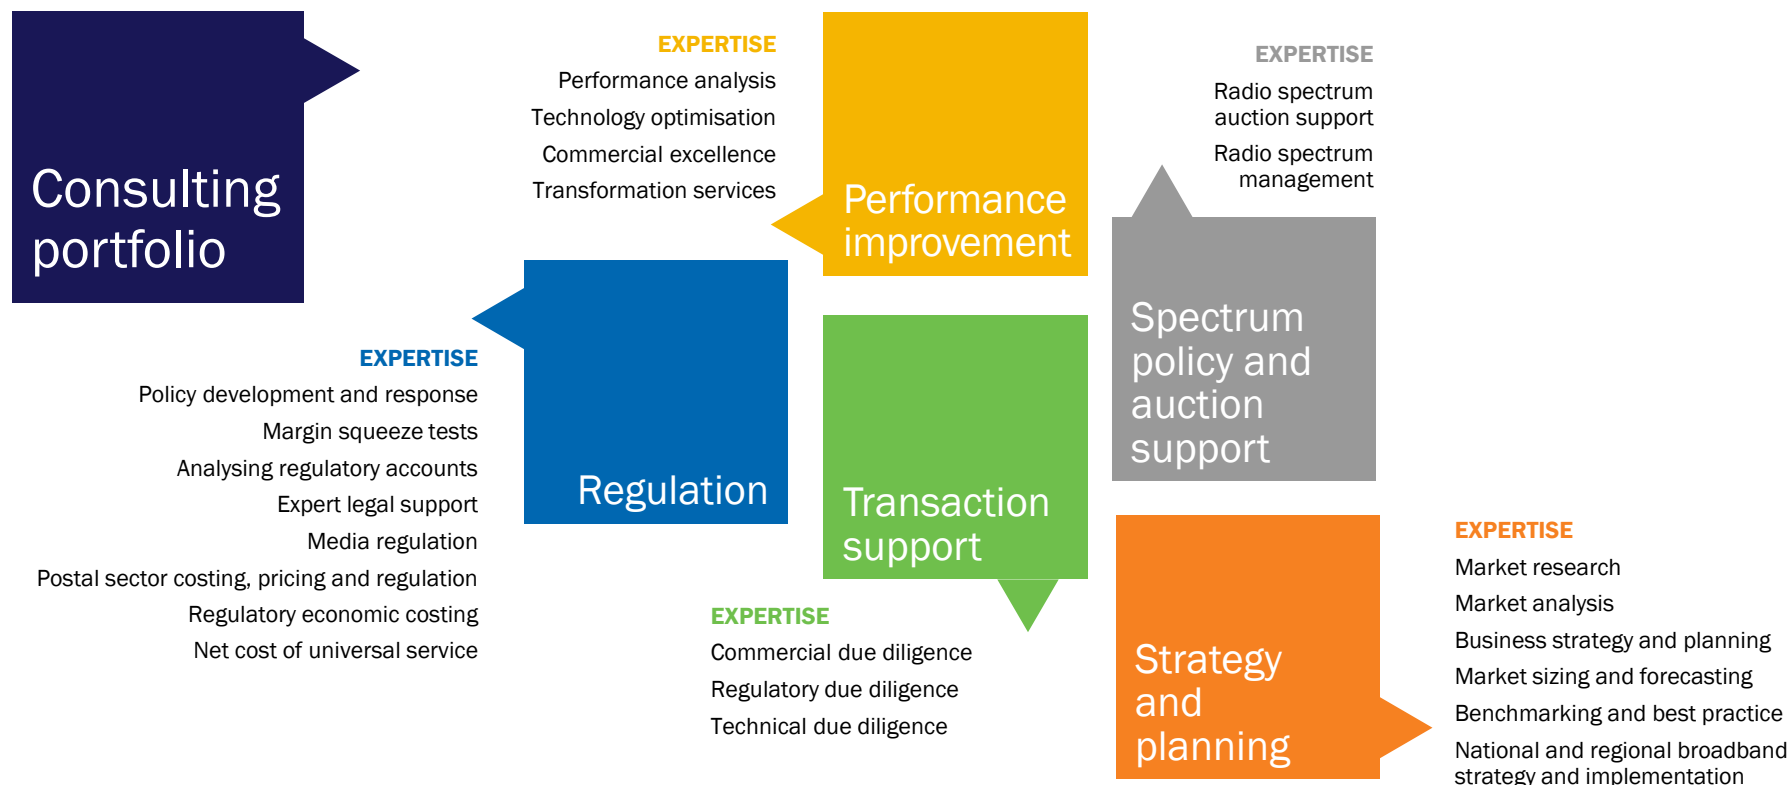 Consulting
portfolio
EXPERTISE
Performance analysis
Technology optimisation
Commercial excellence
Transformation services
Performance
improvement
EXPERTISE
Radio spectrum
auction support
Radio spectrum
management
Spectrum
policy and
auction
support
Regulation
EXPERTISE
Policy development and response
Margin squeeze tests
Analysing regulatory accounts
Expert legal support
Media regulation
Postal sector costing, pricing and regulation
Regulatory economic costing
Net cost of universal service
Transaction
support
EXPERTISE
Commercial due diligence
Regulatory due diligence
Technical due diligence
Strategy
and
planning
EXPERTISE
Market research
Market analysis
Business strategy and planning
Market sizing and forecasting
Benchmarking and best practice
National and regional broadband
strategy and implementation